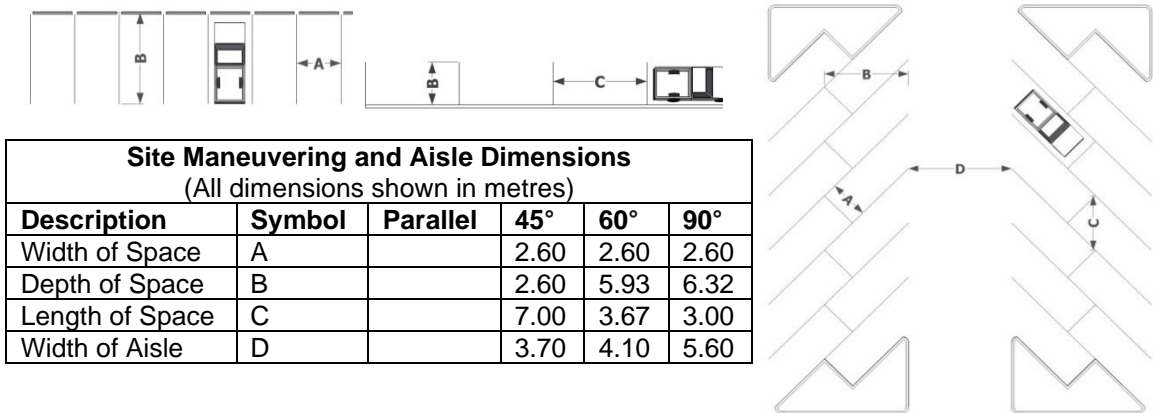 B
A
B
C
B
D
A
C
Site Maneuvering and Aisle Dimensions
(All dimensions shown in metres)
Description Symbol Parallel 45° 60° 90°
Width of Space A 2.60 2.60 2.60
Depth of Space B 2.60 5.93 6.32
Length of Space C 7.00 3.67 3.00
Width of Aisle D 3.70 4.10 5.60